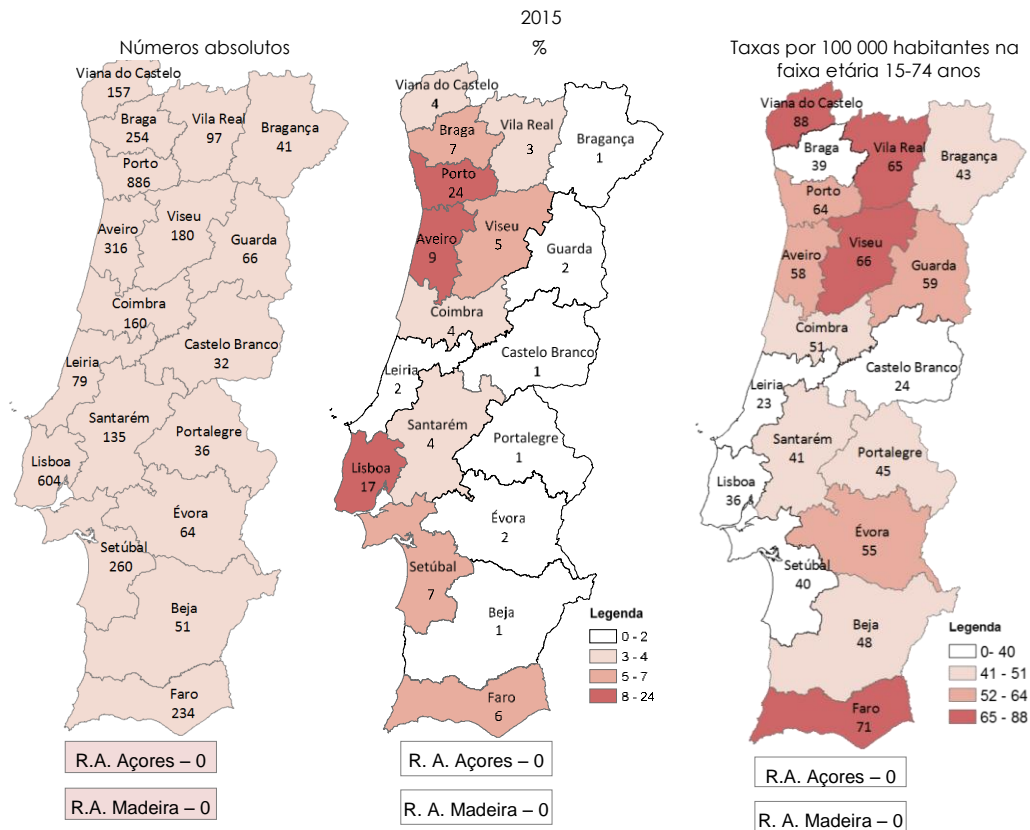 2015
Números absolutos
Viana do Castelo
157
Braga
254
Vila Real
97
Bragança
41
Porto
886
Aveiro
316
Viseu
180
Guarda
66
Coimbra
160
Castelo Branco
32
Leiria
79
Santarém
135
Portalegre
36
Lisboa
604
Évora
64
Setúbal
260
Beja
51
Faro
234
R.A. Açores – 0
R.A. Madeira – 0
%
Viana do Castelo
4
Braga
7
Vila Real
3
Bragança
1
Porto
24
Aveiro
9
Viseu
5
Guarda
2
Coimbra
4
Castelo Branco
1
Leiria
2
Santarém
4
Portalegre
1
Lisboa
17
Évora
2
Setúbal
7
Beja
1
Faro
6
Legenda
0 - 2
3 - 4
5 - 7
8 - 24
R. A. Açores – 0
R. A. Madeira – 0
Taxas por 100 000 habitantes na
faixa etária 15-74 anos
Viana do Castelo
88
Braga
39
Vila Real
65
Bragança
43
Porto
64
Aveiro
58
Viseu
66
Guarda
59
Coimbra
51
Castelo Branco
24
Leiria
23
Santarém
41
Portalegre
45
Lisboa
36
Évora
55
Setúbal
40
Beja
48
Faro
71
Legenda
0- 40
41 - 51
52 - 64
65 - 88
R.A. Açores – 0
R. A. Madeira – 0